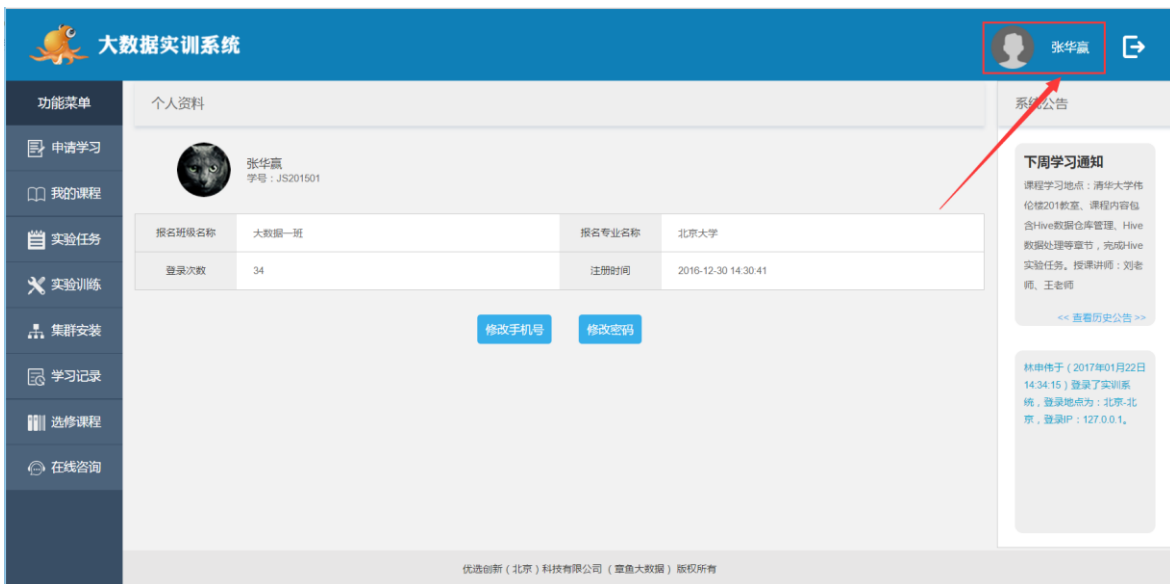 大数据实训系统
张华赢
功能菜单
申请学习
我的课程
实验任务
实验训练
集群安装
学习记录
选修课程
在线咨询
个人资料
张华赢
学号：JS201501
报名班级名称 大数据一班 报名专业名称 北京大学
登录次数 34 注册时间 2016-12-30 14:30:41
修改手机号 修改密码
系统公告
下周学习通知
课程学习地点：清华大学伟
伦楼201教室、课程内容包
含Hive数据仓库管理、Hive
数据处理等章节，完成Hive
实验任务。授课讲师：刘老
师、王老师
<< 查看历史公告 >>
林申伟于（2017年01月22日
14:34:15）登录了实训系
统，登录地点为：北京-北
京，登录IP：127.0.0.1。
优选创新（北京）科技有限公司 （章鱼大数据） 版权所有